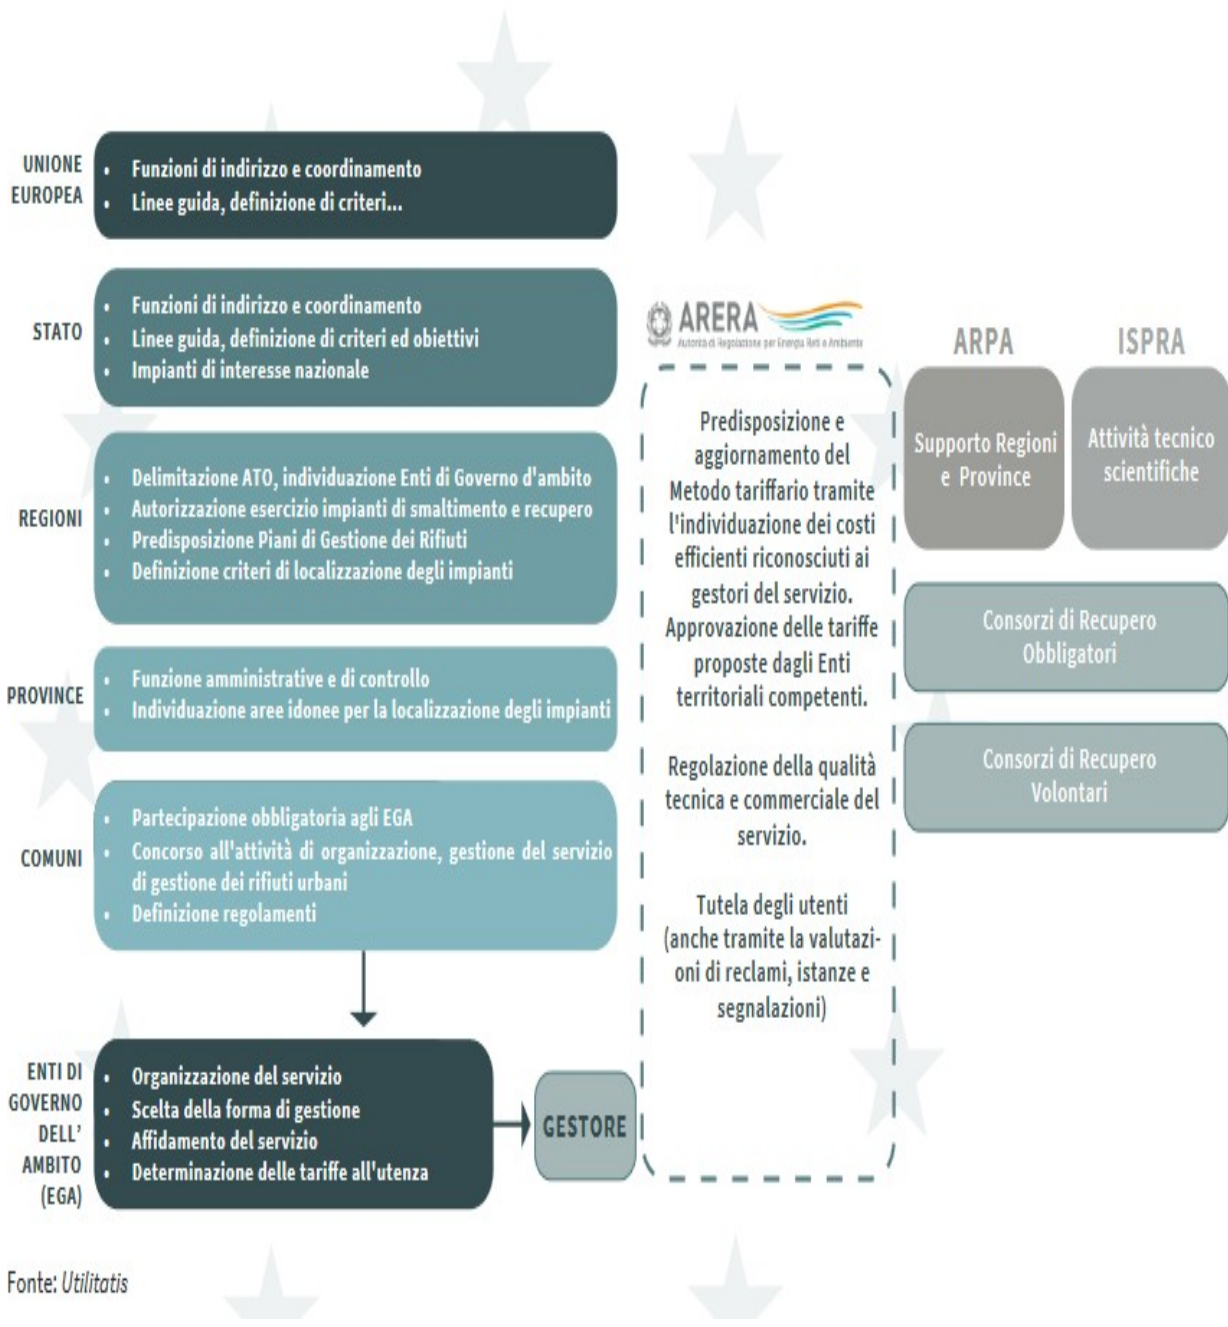 UNIONE
EUROPEA
• Funzioni di indirizzo e coordinamento
• Linee guida, definizione di criteri...
STATO
• Funzioni di indirizzo e coordinamento
• Linee guida, definizione di criteri ed obiettivi
• Impianti di interesse nazionale
REGIONI
• Delimitazione ATO, individuazione Enti di Governo d'ambito
• Autorizzazione esercizio impianti di smaltimento e recupero
• Predisposizione Piani di Gestione dei Rifiuti
• Definizione criteri di localizzazione degli impianti
PROVINCE
• Funzione amministrative e di controllo
• Individuazione aree idonee per la localizzazione degli impianti
COMUNI
• Partecipazione obbligatoria agli EGA
• Concorso all'attività di organizzazione, gestione del servizio
di gestione dei rifiuti urbani
• Definizione regolamenti
ENTI DI
GOVERNO
DELL'
AMBITO
(EGA)
• Organizzazione del servizio
• Scelta della forma di gestione
• Affidamento del servizio
• Determinazione delle tariffe all'utenza
GESTORE
ARERA
Autorità di Regolazione per Energia Reti e Ambiente
Predisposizione e
aggiornamento del
Metodo tariffario tramite
l'individuazione dei costi
efficienti riconosciuti ai
gestori del servizio.
Approvazione delle tariffe
proposte dagli Enti
territoriali competenti.
Regolazione della qualità
tecnica e commerciale del
servizio.
Tutela degli utenti
(anche tramite la valutazi-
oni di reclami, istanze e
segnalazioni)
ARPA
Supporto Regioni
e Province
ISPRA
Attività tecnico
scientifiche
Consorzi di Recupero
Obbligatori
Consorzi di Recupero
Volontari
Fonte: Utilitatis